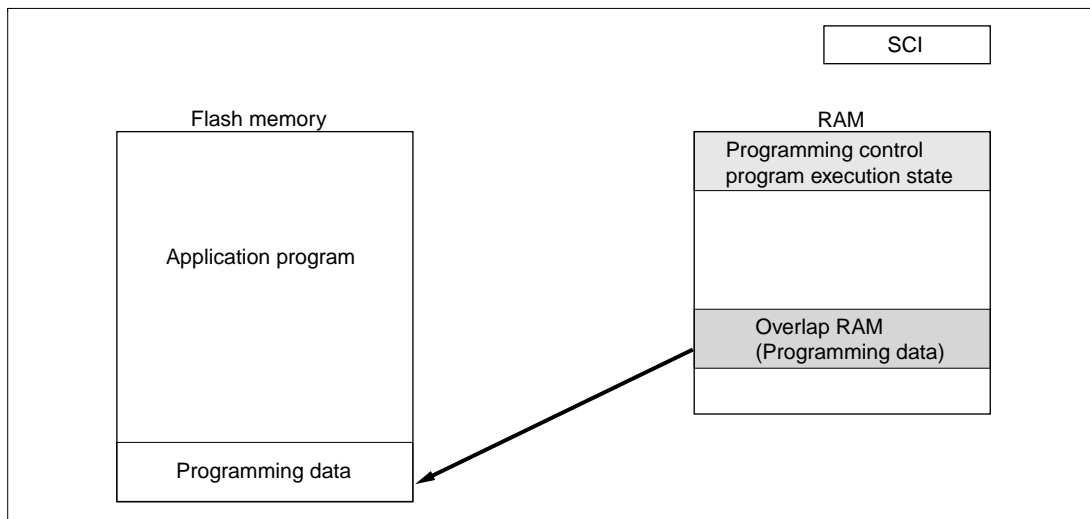 SCI
Flash memory
RAM
Programming control
program execution state
Application program
Overlap RAM
(Programming data)
Programming data